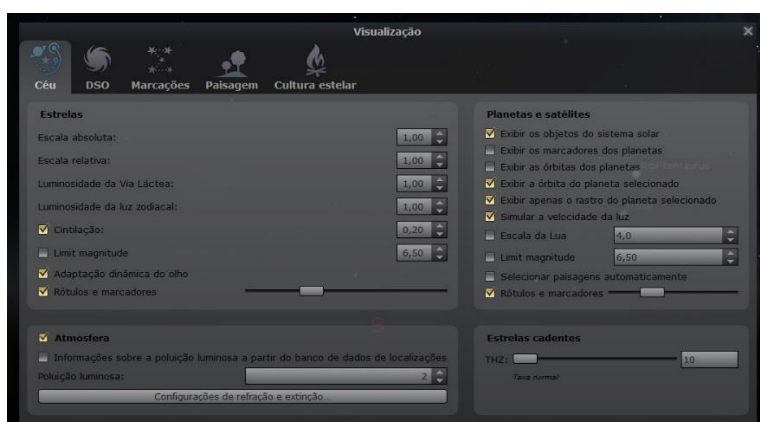 Visualização
Céu DSO Marcações Paisagem Cultura estelar
Estrelas
Escala absoluta: 1,00
Escala relativa: 1,00
Luminosidade da Via Láctea: 1,00
Luminosidade da luz zodiacal: 1,00
Cintilação: 0,20
Limit magnitude 6,50
Adaptação dinâmica do olho
Rótulos e marcadores
Atmosfera
Informações sobre a poluição luminosa a partir do banco de dados de localizações
Poluição luminosa: 2
Configurações de refração e extinção...
Planetas e satélites
Exibir os objetos do sistema solar
Exibir os marcadores dos planetas
Exibir as órbitas dos planetas
Exibir a órbita do planeta selecionado
Exibir apenas o rastro do planeta selecionado
Simular a velocidade da luz
Escala da Lua 4,0
Limit magnitude 6,50
Selecionar paisagens automaticamente
Rótulos e marcadores
Estrelas cadentes
THZ: 10
Taxa normal
S